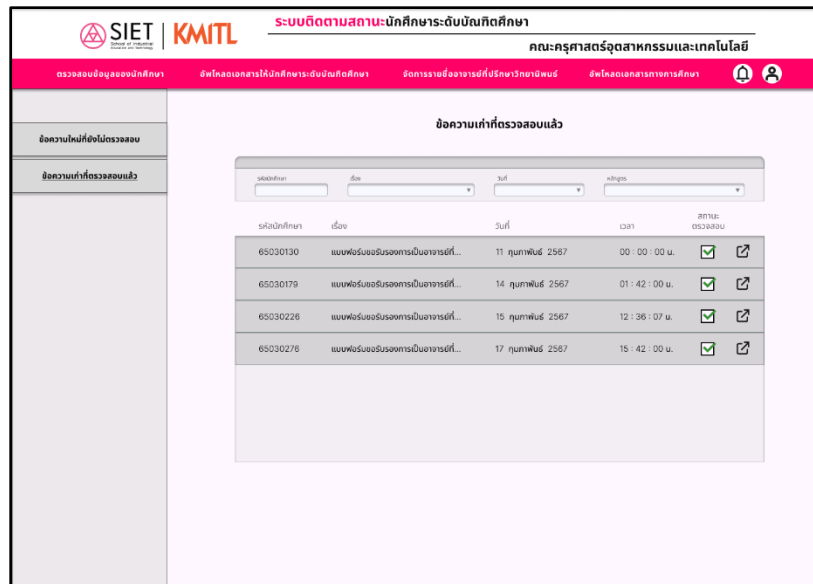 ระบบติดตามสถานะนักศึกษาระดับบัณฑิตศึกษา
SIET
KMITL
คณะครุศาสตร์อุตสาหกรรมและเทคโนโลยี
ตรวจสอบข้อมูลของนักศึกษา อัพโหลดเอกสารให้นักศึกษาระดับบัณฑิตศึกษา จัดการรายชื่ออาจารย์ที่ปรึกษาวิทยานิพนธ์ อัพโหลดเอกสารทางการศึกษา
ข้อความใหม่ที่ยังไม่ตรวจสอบ
ข้อความเก่าที่ตรวจสอบแล้ว
ข้อความเก่าที่ตรวจสอบแล้ว
รหัสนักศึกษา เรื่อง วันที่ หลักสูตร
รหัสนักศึกษา เรื่อง วันที่ เวลา สถานะ
ตรวจสอบ
65030130 แบบฟอร์มขอรับรองการเป็นอาจารย์ที่... 11 กุมภาพันธ์ 2567 00 : 00 : 00 น.
65030179 แบบฟอร์มขอรับรองการเป็นอาจารย์ที่... 14 กุมภาพันธ์ 2567 01 : 42 : 00 น.
65030226 แบบฟอร์มขอรับรองการเป็นอาจารย์ที่... 15 กุมภาพันธ์ 2567 12 : 36 : 07 น.
65030276 แบบฟอร์มขอรับรองการเป็นอาจารย์ที่... 17 กุมภาพันธ์ 2567 15 : 42 : 00 น.